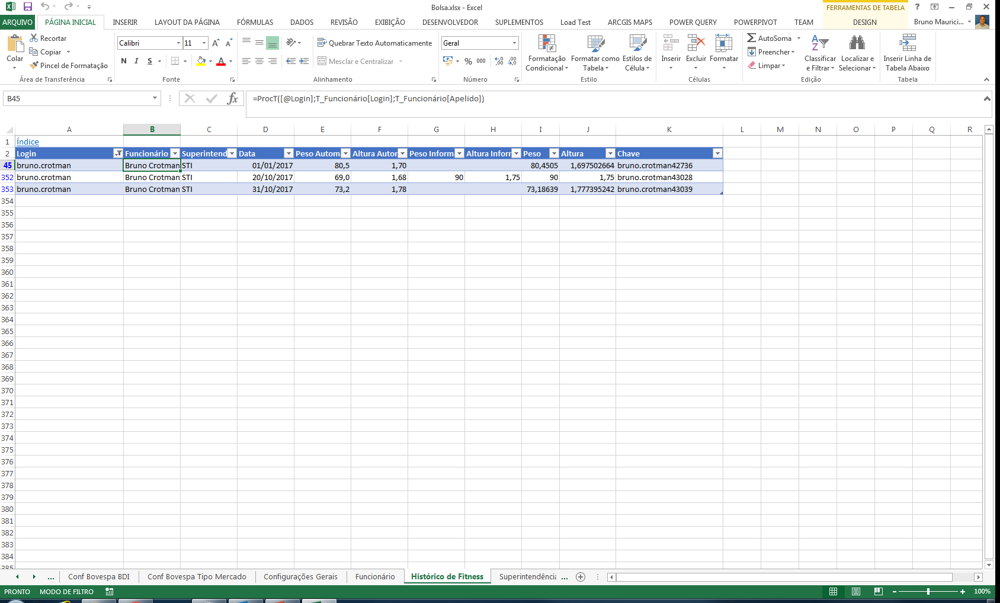 Bolsa.xlsx - Excel
FERRAMENTAS DE TABELA
?
ARQUIVO PÁGINA INICIAL INSERIR LAYOUT DA PÁGINA FÓRMULAS DADOS REVISÃO EXIBIÇÃO DESENVOLVEDOR SUPLEMENTOS Load Test ARCGIS MAPS POWER QUERY POWERPIVOT TEAM DESIGN Bruno Maurici...
Colar
Recortar
Copiar
Pincel de Formatação
Área de Transferência
Calibri 11
N I S
Fonte
Quebrar Texto Automaticamente
Mesclar e Centralizar
Alinhamento
Geral
% 000
Número
Formatação Condicional
Formatar como Tabela
Estilos de Célula
Estilo
Inserir Excluir Formatar
Células
AutoSoma
Preencher
Limpar
Classificar e Filtrar
Localizar e Selecionar
Edição
Inserir Linha de Tabela Abaixo
Tabela
B45 fx =ProcT([@Login];T_Funcionário[Login];T_Funcionário[Apelido])
A B C D E F G H I J K L M N O P Q R
1 Índice
2 Login Funcionário Superintend Data Peso Autom Altura Autor Peso Inform Altura Inforr Peso Altura Chave
45 bruno.crotman Bruno Crotman STI 01/01/2017 80,5 1,70 80,4505 1,697502664 bruno.crotman42736
352 bruno.crotman Bruno Crotman STI 20/10/2017 69,0 1,68 90 1,75 90 1,75 bruno.crotman43028
353 bruno.crotman Bruno Crotman STI 31/10/2017 73,2 1,78 73,18639 1,777395242 bruno.crotman43039
354
355
356
357
358
359
360
361
362
363
364
365
366
367
368
369
370
371
372
373
374
375
376
377
378
379
380
381
382
383
384
385
... Conf Bovespa BDI Conf Bovespa Tipo Mercado Configurações Gerais Funcionário Histórico de Fitness Superintendência ...
PRONTO MODO DE FILTRO 100%